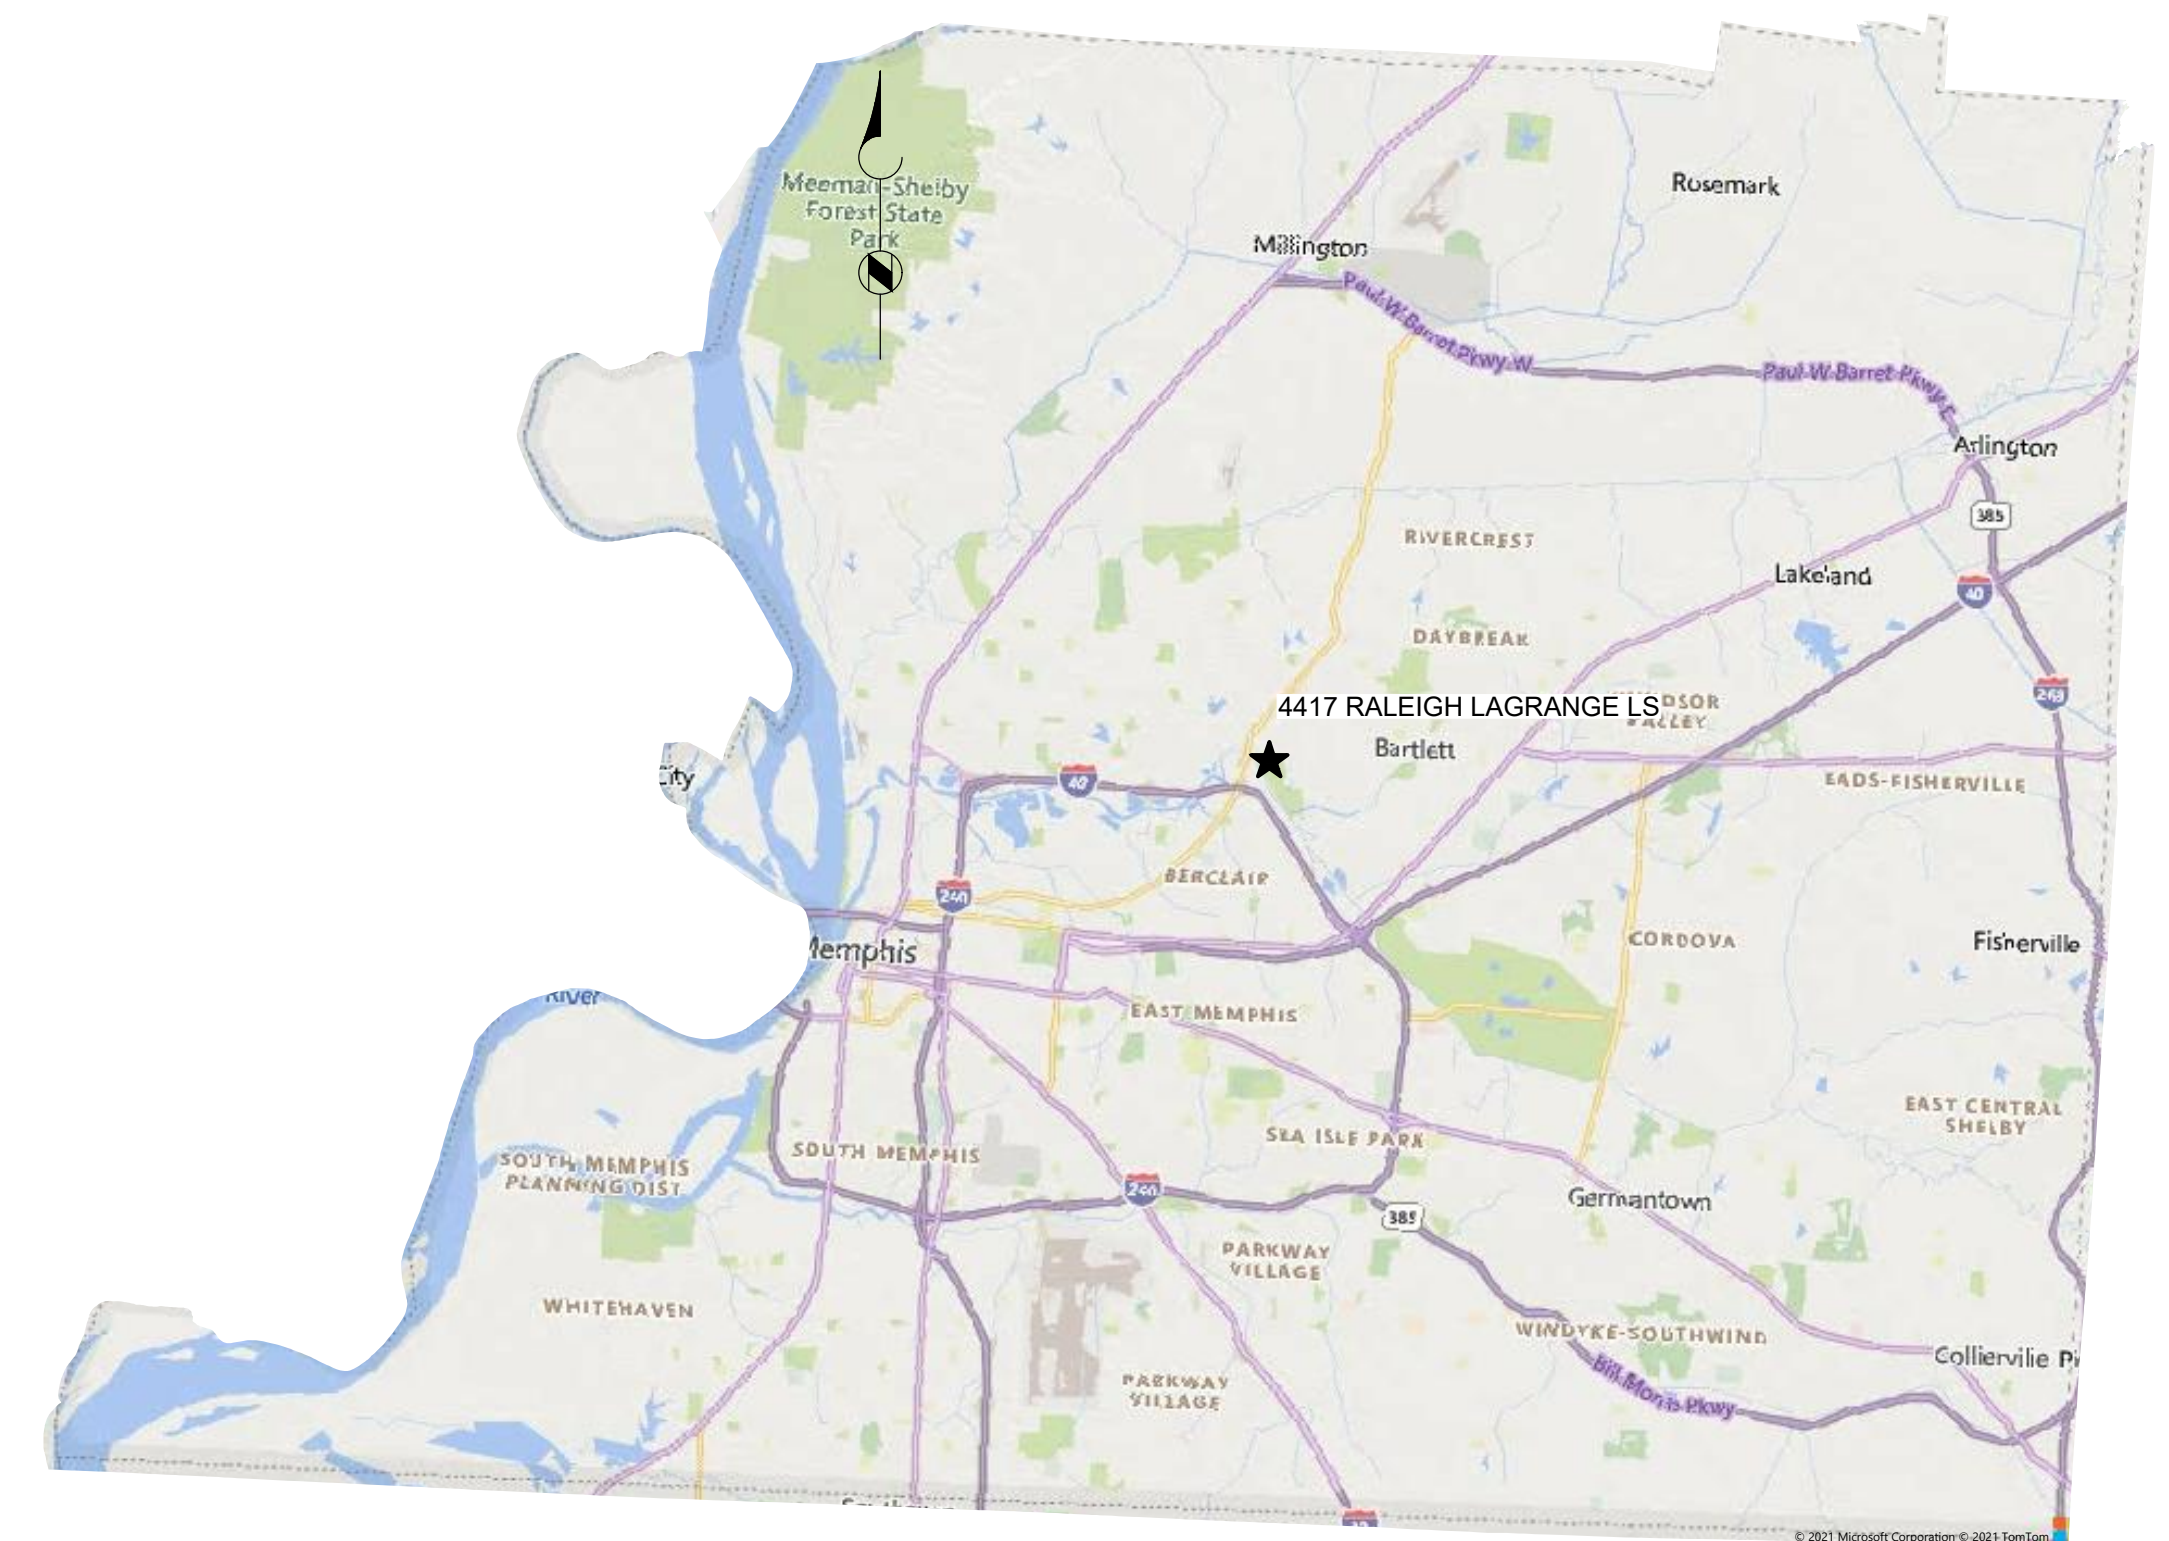 Meeman-Shelby
Forest State
Park
Rosemark
Millington
Paul W Barret Pkwy W
Paul W Barret Pkwy E
Arlington
385
RIVERCREST
Lakeland
40
DAYBREAK
269
4417 RALEIGH LAGRANGE LS
VALLEY
Bartlett
City
40
EADS-FISHERVILLE
BERCLAIR
240
Memphis
CORDOVA
Fisherville
River
EAST MEMPHIS
EAST CENTRAL
SHELBY
SEA ISLE PARK
SOUTH MEMPHIS
SOUTH MEMPHIS
PLANNING DIST
240
Germantown
385
PARKWAY
VILLAGE
WHITEHAVEN
WINDYKE-SOUTHWIND
Collierville
Bill Morris Pkwy
PARKWAY
VILLAGE
© 2021 Microsoft Corporation © 2021 TomTom